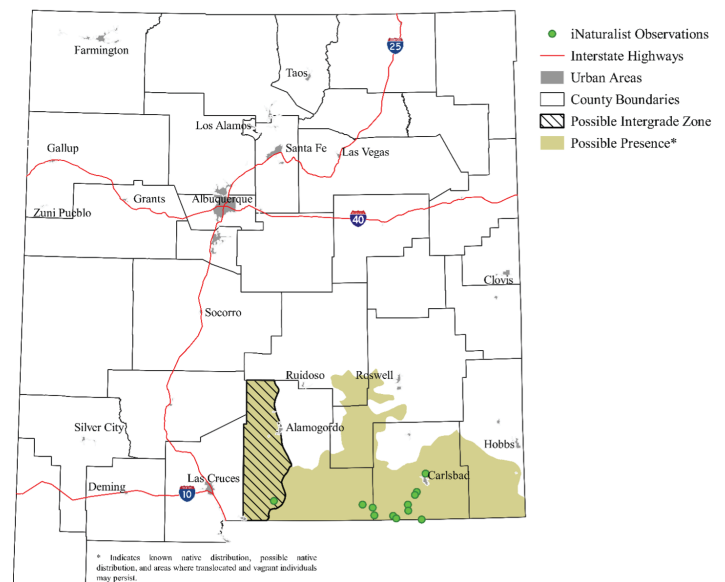 Farmington
Taos
25
Los Alamos
Gallup
Santa Fe
Las Vegas
Grants
Albuquerque
Zuni Pueblo
40
Clovis
Socorro
Ruidoso
Roswell
Silver City
Alamogordo
Hobbs
Carlsbad
Las Cruces
Deming
10
iNaturalist Observations
Interstate Highways
Urban Areas
County Boundaries
Possible Intergrade Zone
Possible Presence*
* Indicates known native distribution, possible native
distribution, and areas where translocated and vagrant individuals
may persist.